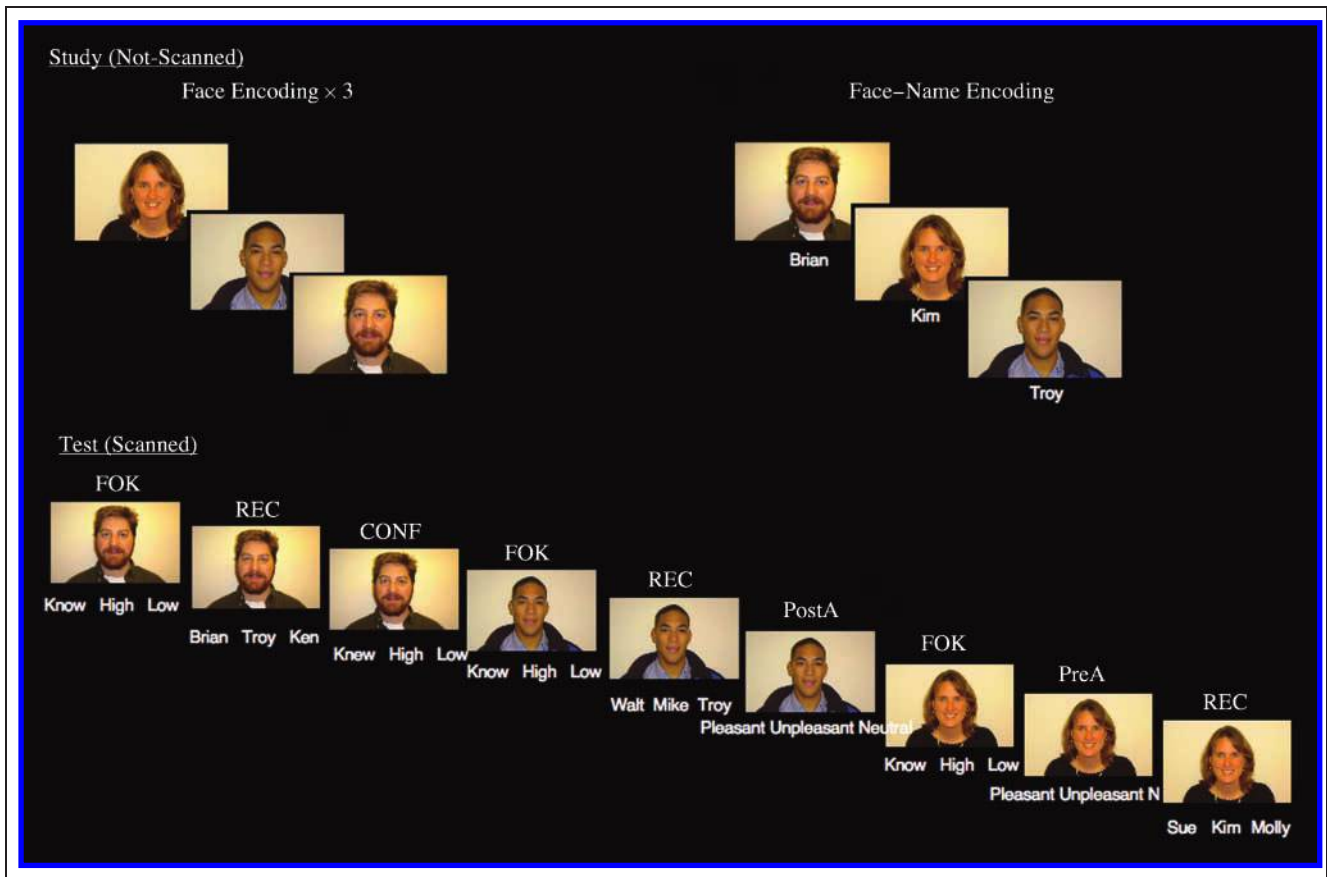 Study (Not-Scanned)
Face Encoding × 3
Face–Name Encoding
Brian
Kim
Troy
Test (Scanned)
FOK
Know High Low
REC
Brian Troy Ken
CONF
Knew High Low
FOK
Know High Low
REC
Walt Mike Troy
PostA
Pleasant Unpleasant Neutral
FOK
Know High Low
PreA
Pleasant Unpleasant N
REC
Sue Kim Molly